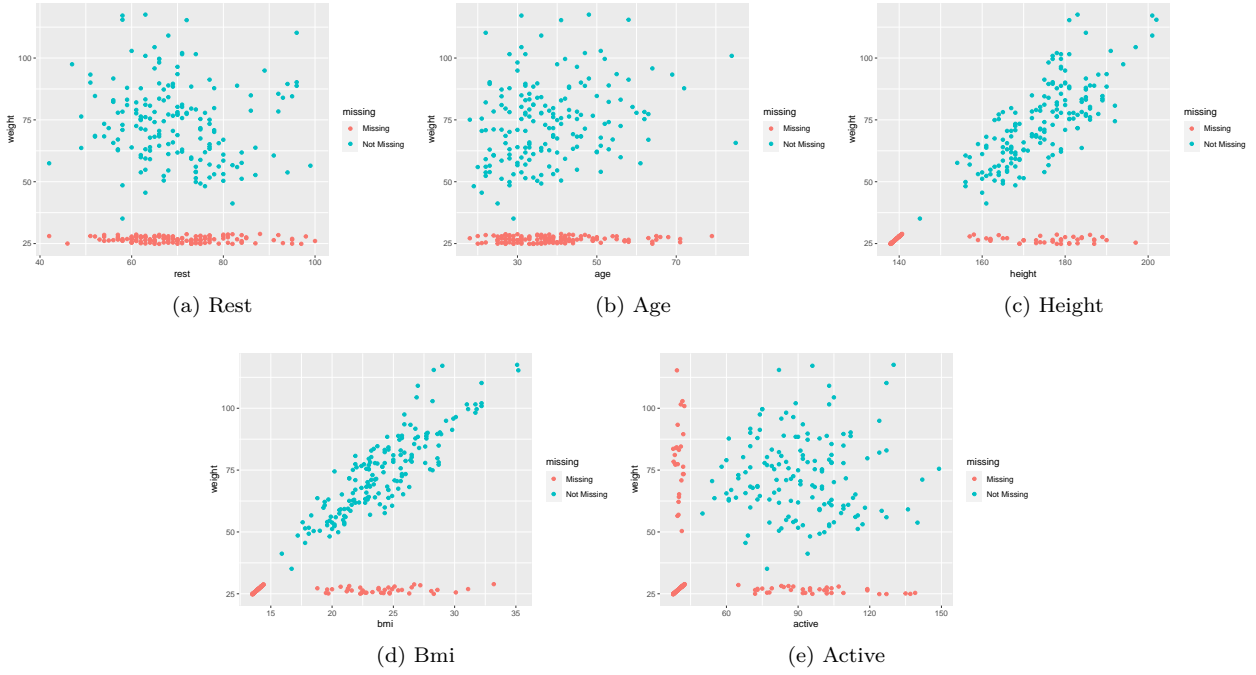 100
75
50
25
weight
40
60
80
100
rest
missing
Missing
Not Missing
(a) Rest
100
75
50
25
weight
30
50
70
age
missing
Missing
Not Missing
(b) Age
100
75
50
25
weight
140
160
180
200
height
missing
Missing
Not Missing
(c) Height
100
75
50
25
weight
15
20
25
30
35
bmi
missing
Missing
Not Missing
(d) Bmi
100
75
50
25
weight
60
90
120
150
active
missing
Missing
Not Missing
(e) Active